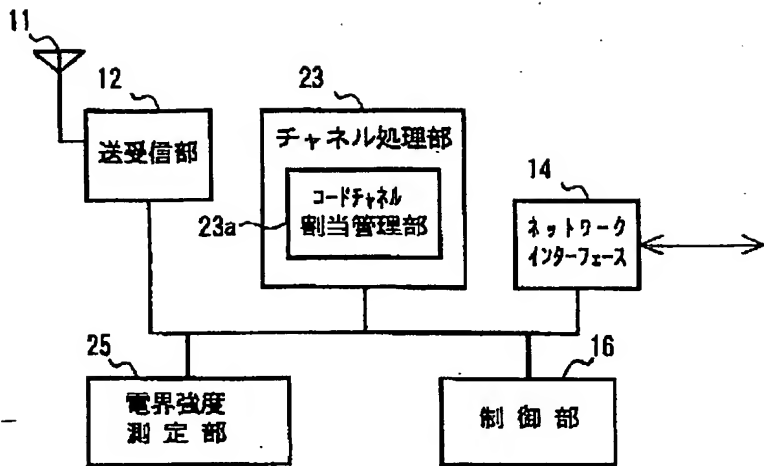 11
12
送受信部
23
チャネル処理部
23a
コードチャネル
割当管理部
14
ネットワーク
インターフェース
25
電界強度
測定部
16
制御部